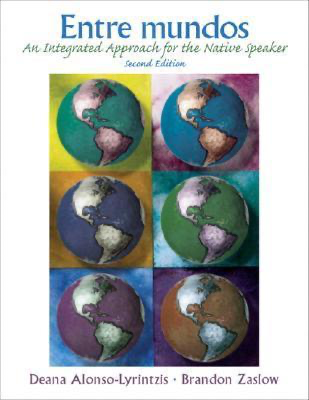 Entre mundos
An Integrated Approach for the Native Speaker
Second Edition
Deana Alonso-Lyrintzis · Brandon Zaslow